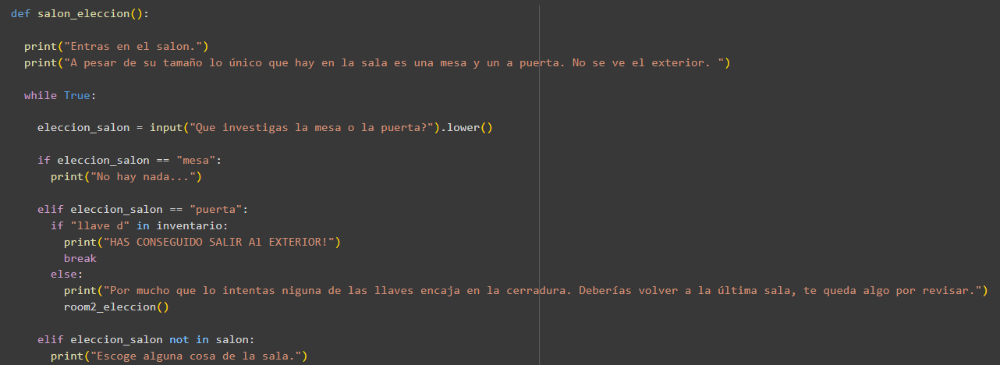 def salon_eleccion():
print("Entras en el salon.")
print("A pesar de su tamaño lo único que hay en la sala es una mesa y un a puerta. No se ve el exterior. ")
while True:
eleccion_salon = input("Que investigas la mesa o la puerta?").lower()
if eleccion_salon == "mesa":
print("No hay nada...")
elif eleccion_salon == "puerta":
if "llave d" in inventario:
print("HAS CONSEGUIDO SALIR Al EXTERIOR!")
break
else:
print("Por mucho que lo intentas niguna de las llaves encaja en la cerradura. Deberías volver a la última sala, te queda algo por revisar.")
room2_eleccion()
elif eleccion_salon not in salon:
print("Escoge alguna cosa de la sala.")